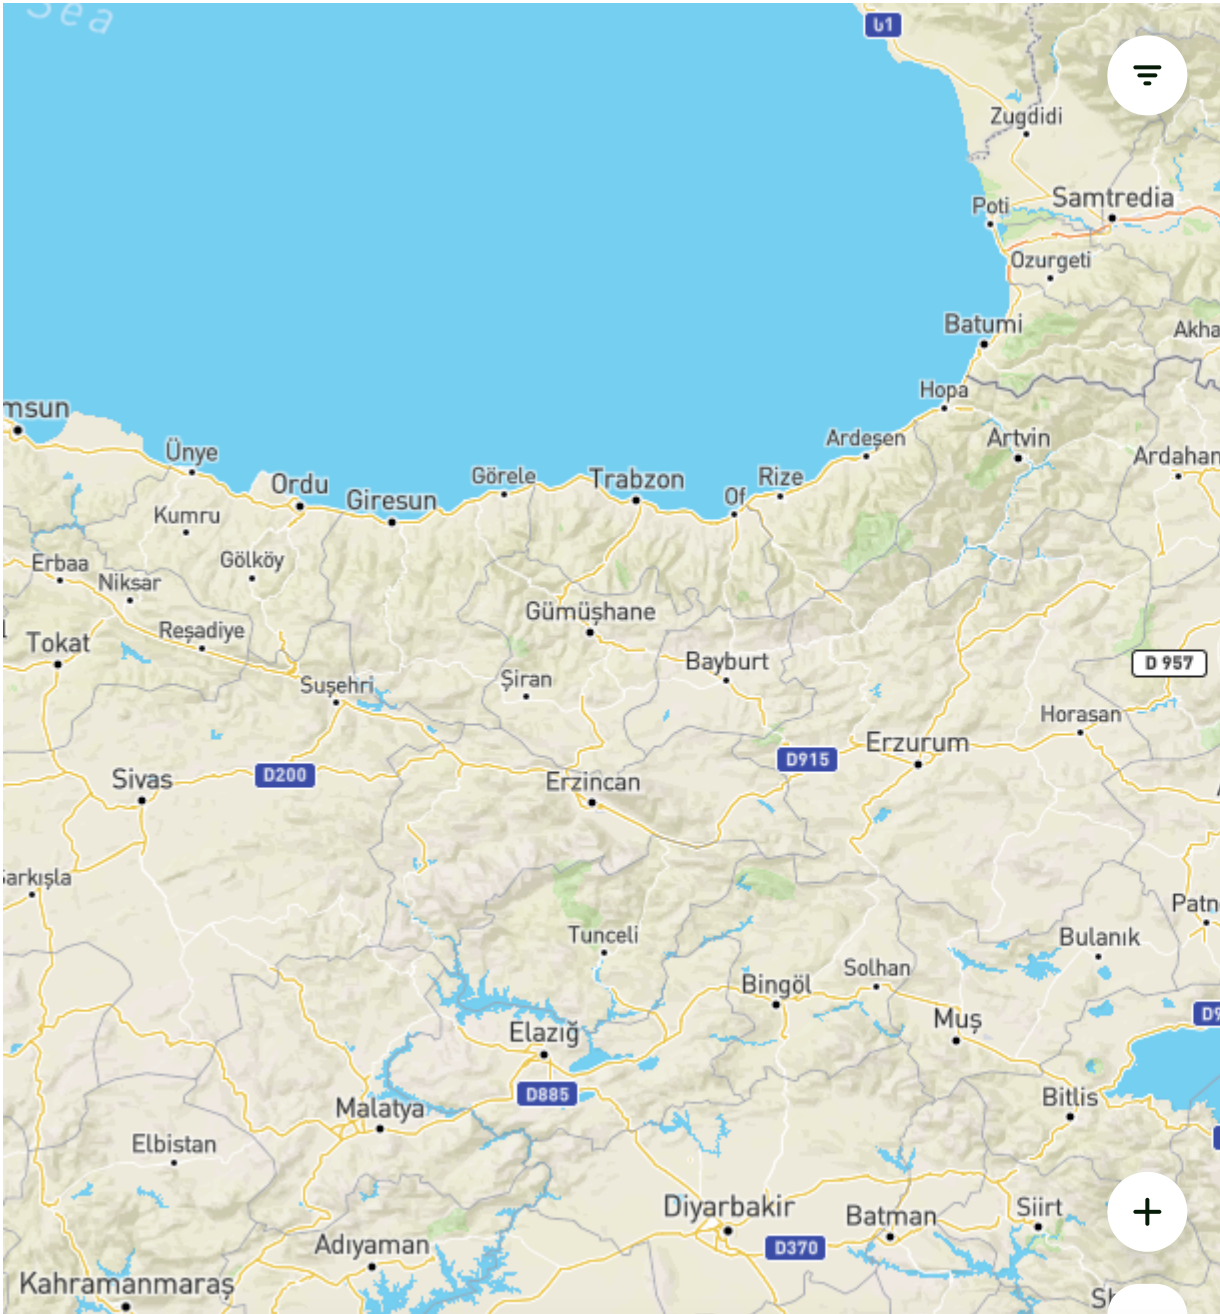 Sea
ს1
Zugdidi
Samtredia
Poti
Ozurgeti
Batumi
Akha
Hopa
msun
Ardeşen
Artvin
Ünye
Ardahan
Ordu
Görele
Trabzon
Rize
Giresun
Of
Kumru
Erbaa
Gölköy
Niksar
Gümüşhane
Reşadiye
Tokat
Bayburt
D 957
Şiran
Suşehri
Horasan
Erzurum
D915
Sivas
D200
Erzincan
arkışla
Patn
Tunceli
Bulanık
Solhan
Bingöl
D9
Muş
Elazığ
D885
Bitlis
Malatya
Elbistan
Diyarbakir
Siirt
Batman
Adıyaman
D370
Kahramanmaraş